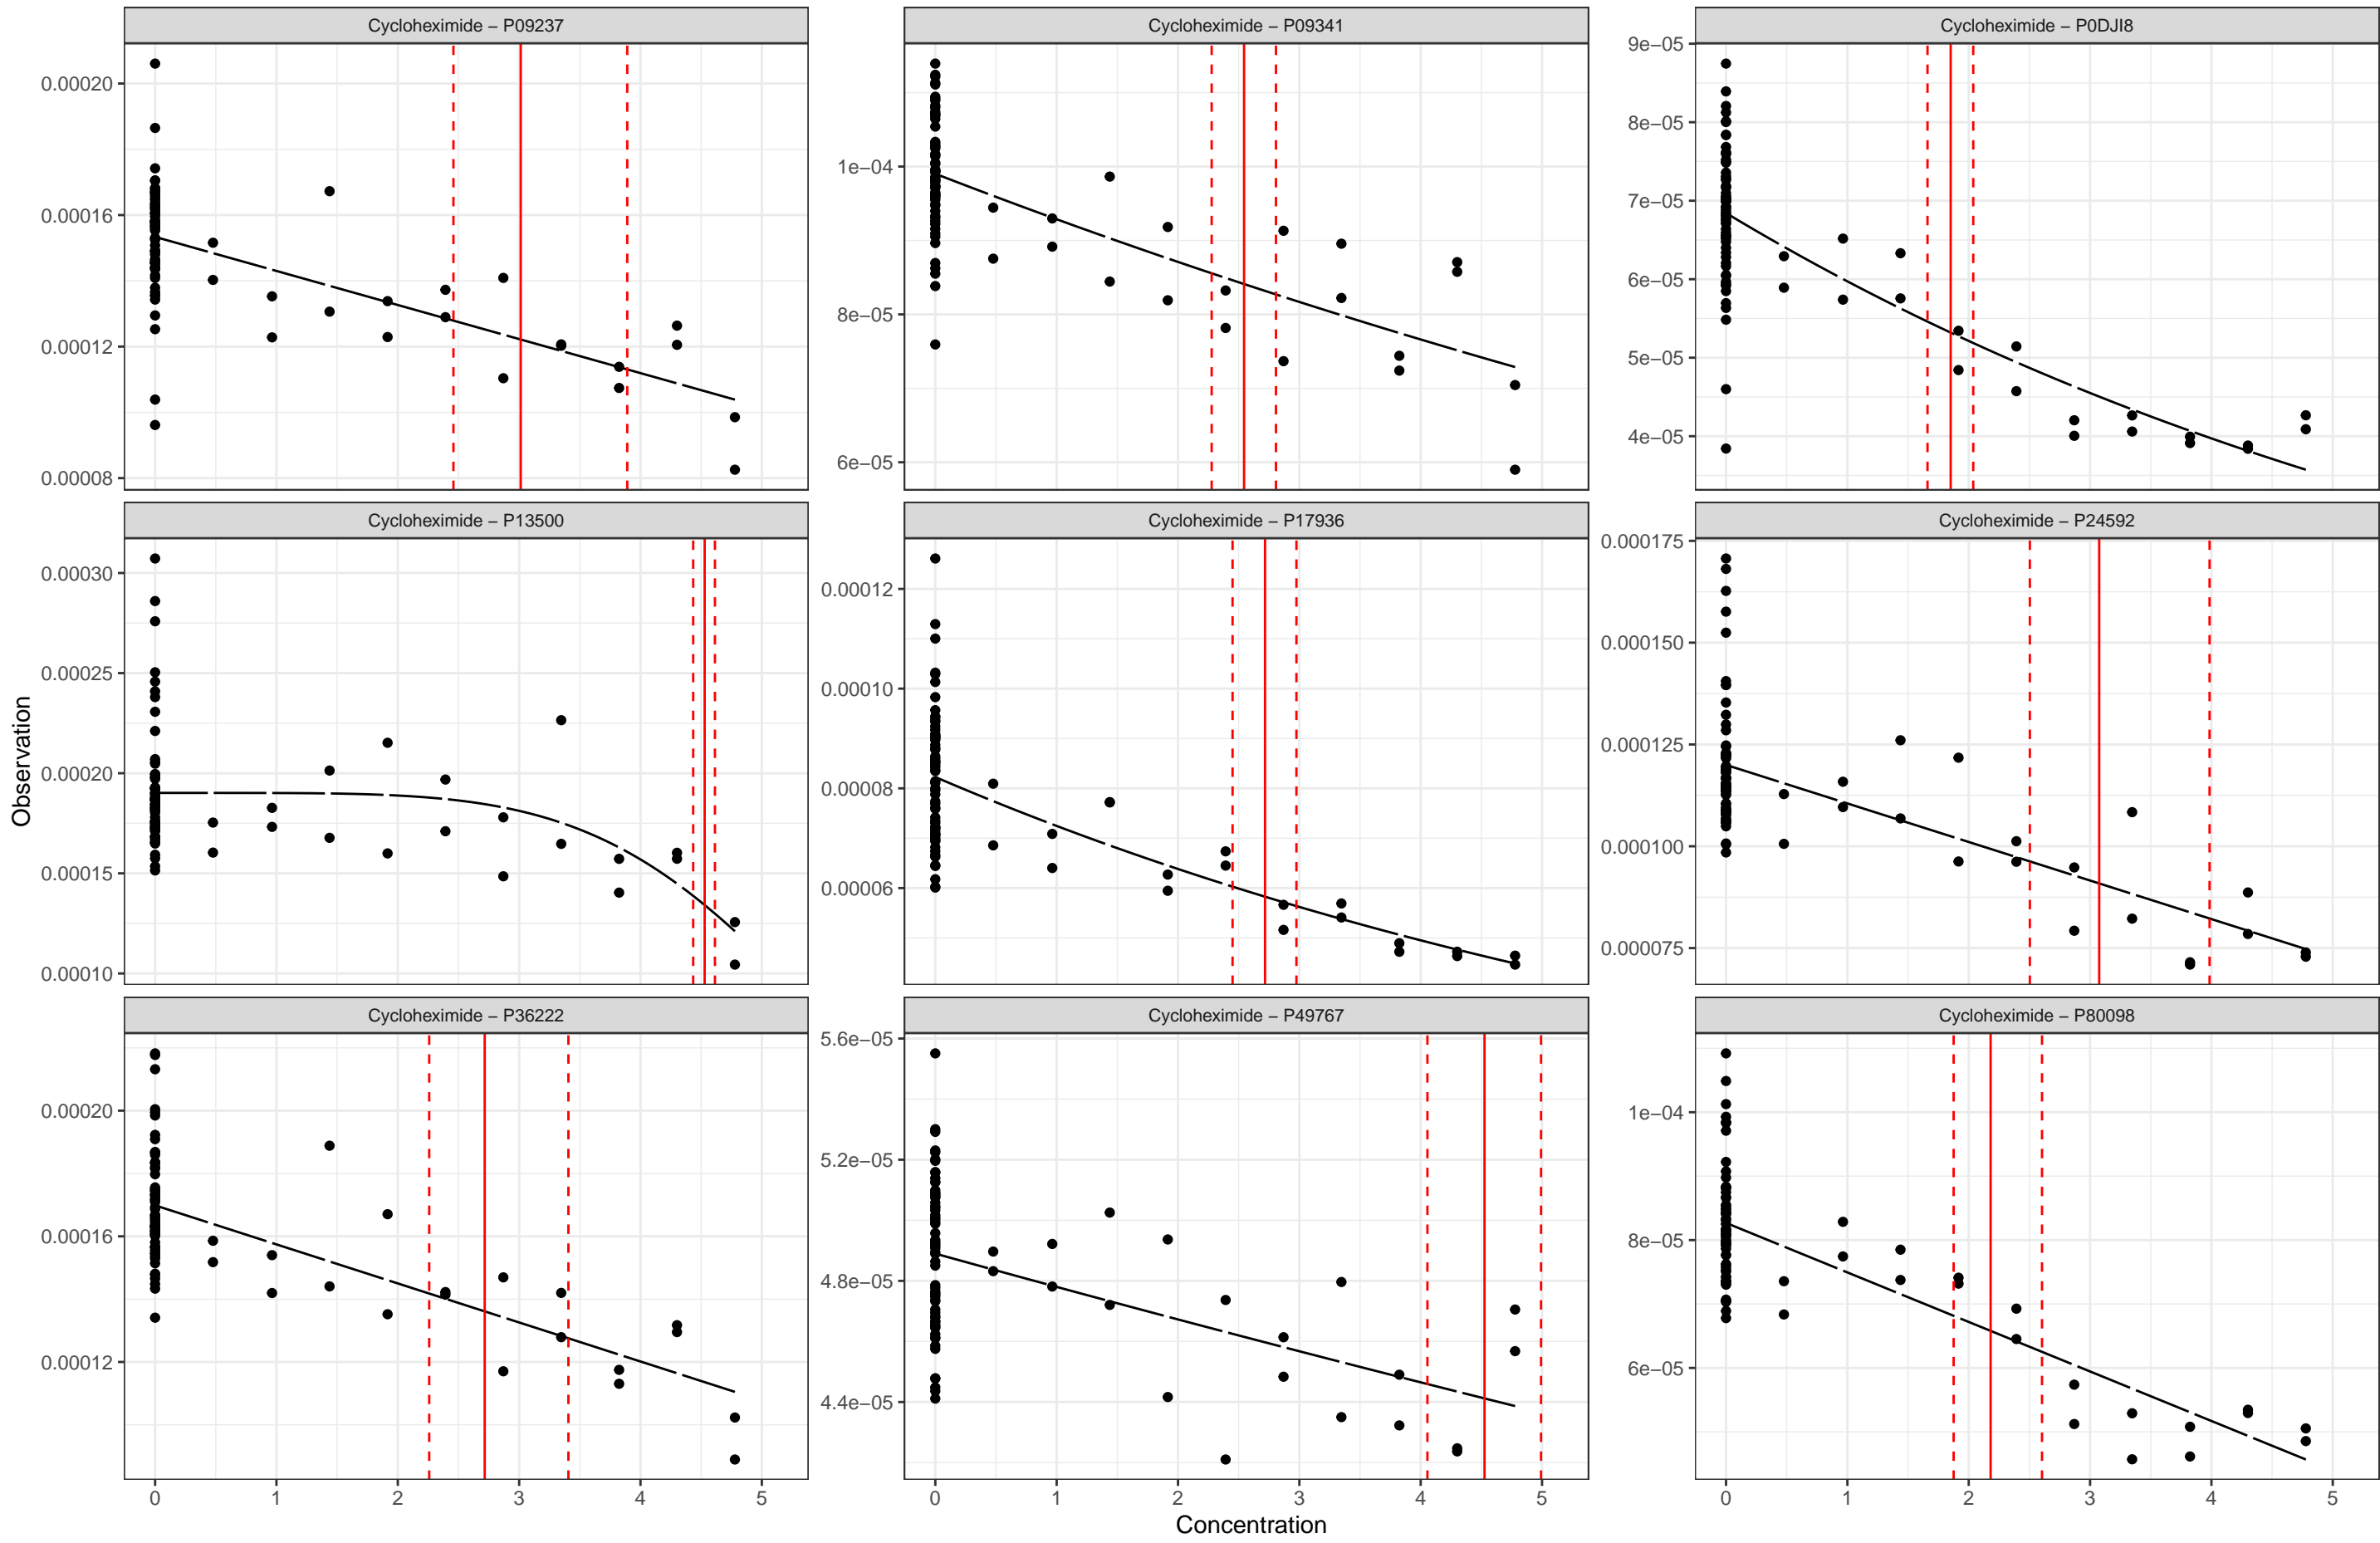 Cycloheximide – P09237
Cycloheximide – P09341
Cycloheximide – P0DJI8
0.00020
0.00016
0.00012
0.00008
1e−04
8e−05
6e−05
9e−05
8e−05
7e−05
6e−05
5e−05
4e−05
Cycloheximide – P13500
Cycloheximide – P17936
Cycloheximide – P24592
Observation
0.00030
0.00025
0.00020
0.00015
0.00010
0.00012
0.00010
0.00008
0.00006
0.000175
0.000150
0.000125
0.000100
0.000075
Cycloheximide – P36222
Cycloheximide – P49767
Cycloheximide – P80098
0.00020
0.00016
0.00012
5.6e−05
5.2e−05
4.8e−05
4.4e−05
1e−04
8e−05
6e−05
0 1 2 3 4 5
0 1 2 3 4 5
0 1 2 3 4 5
Concentration